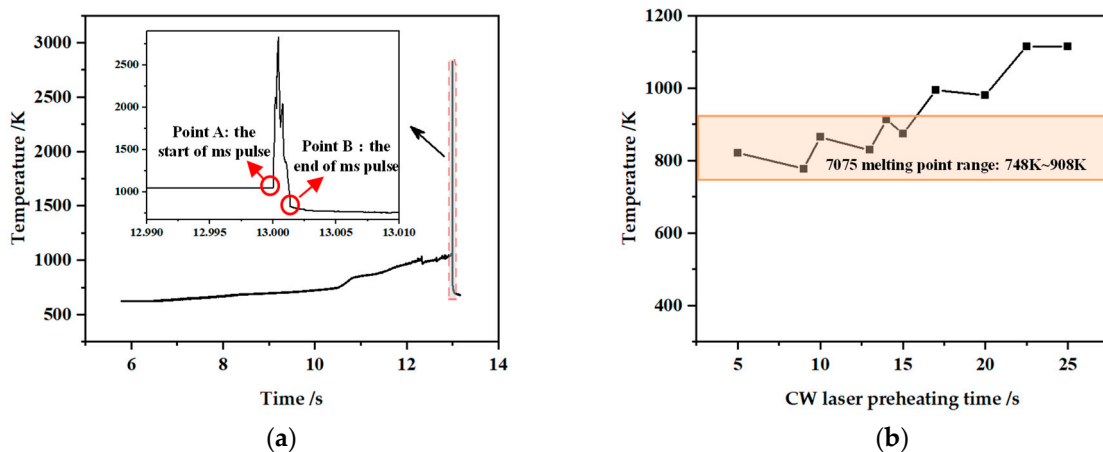 Temperature /K
3000
2500
2000
1500
1000
500
6
8
10
12
14
Time /s
2500
2000
1500
1000
12.990
12.995
13.000
13.005
13.010
Point A: the
start of ms pulse
Point B : the
end of ms pulse
(a)
Temperature /K
1200
1000
800
600
400
5
10
15
20
25
CW laser preheating time /s
7075 melting point range: 748K~908K
(b)